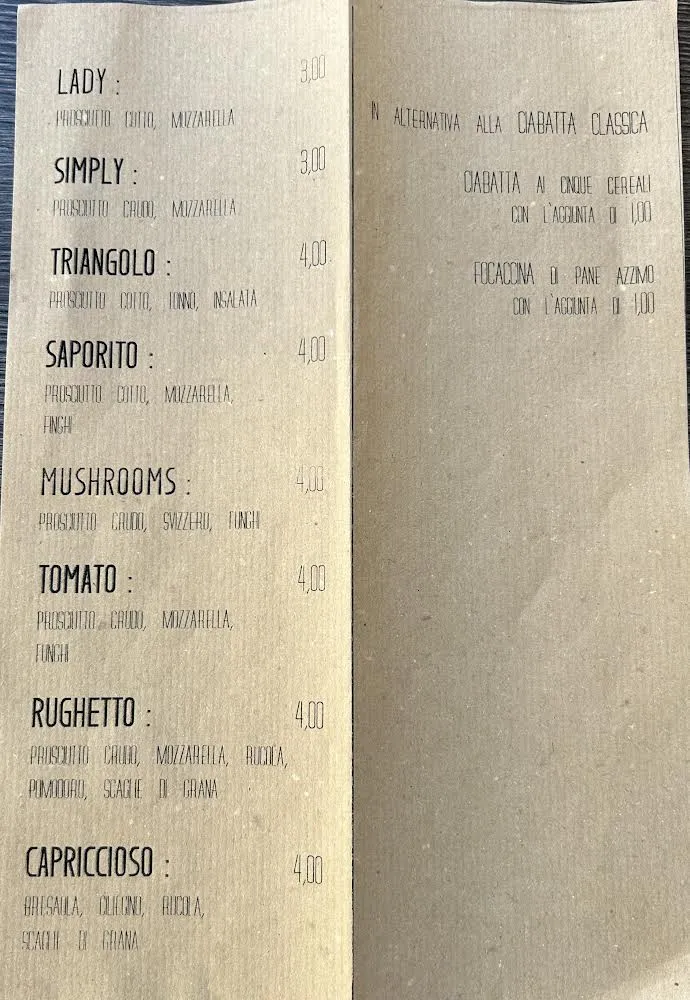 LADY : 3,00
PROSCIUTTO COTTO, MOZZARELLA
SIMPLY : 3,00
PROSCIUTTO CRUDO, MOZZARELLA
TRIANGOLO : 4,00
PROSCIUTTO COTTO, TONNO, INSALATA
SAPORITO : 4,00
PROSCIUTTO COTTO, MOZZARELLA,
FINGHI
MUSHROOMS : 4,00
PROSCIUTTO CRUDO, SVIZZERO, FUNGHI
TOMATO : 4,00
PROSCIUTTO CRUDO, MOZZARELLA,
FUNGHI
RUGHETTO : 4,00
PROSCIUTTO CRUDO, MOZZARELLA, RUCOLA,
POMODORO, SCAGLIE DI GRANA
CAPRICCIOSO : 4,00
BRESAOLA, CILIEGINO, RUCOLA,
SCAGLIE DI GRANA
IN ALTERNATIVA ALLA CIABATTA CLASSICA
CIABATTA AI CINQUE CEREALI
CON L'AGGIUNTA DI 1,00
FOCACCINA DI PANE AZZIMO
CON L'AGGIUNTA DI 1,00